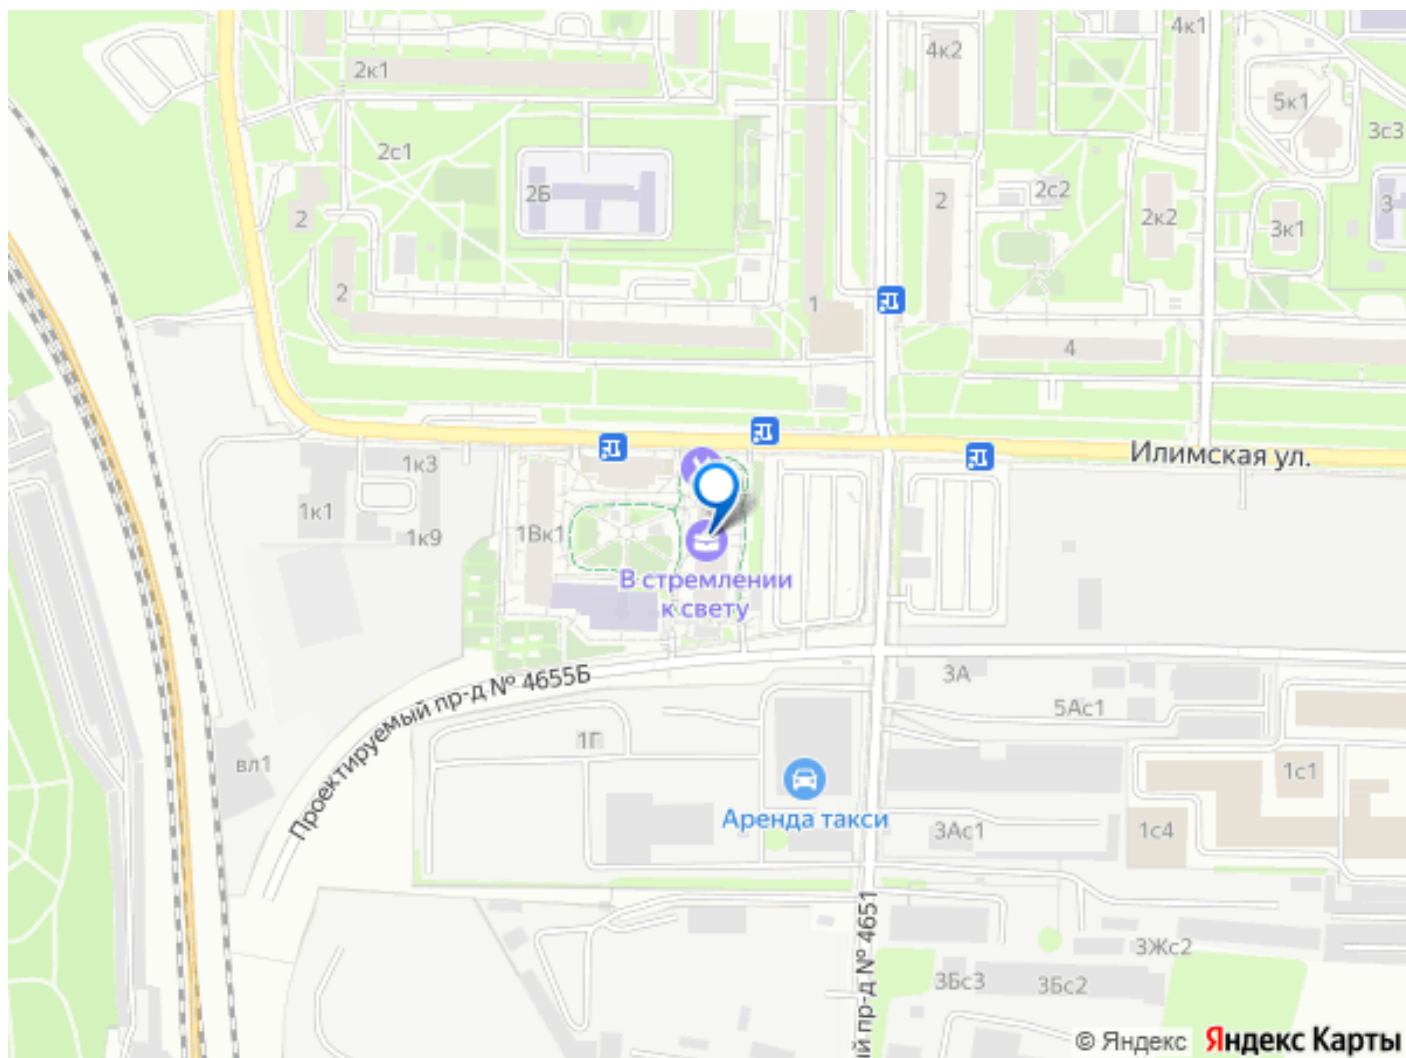 4к1
4к2
2к1
5к1
3с3
2с1
2Б
2с2
2
3
2к2
2
3к1
2
1
4
Илимская ул.
1к3
1к1
1Вк1
1к9
В стремлении
к свету
3А
Проектируемый пр-д № 4655Б
5Ас1
1Г
вл1
1с1
Аренда такси
3Ас1
1с4
ый пр-д № 4651
3Жс2
3Бс3
3Бс2
© Яндекс
Яндекс Карты